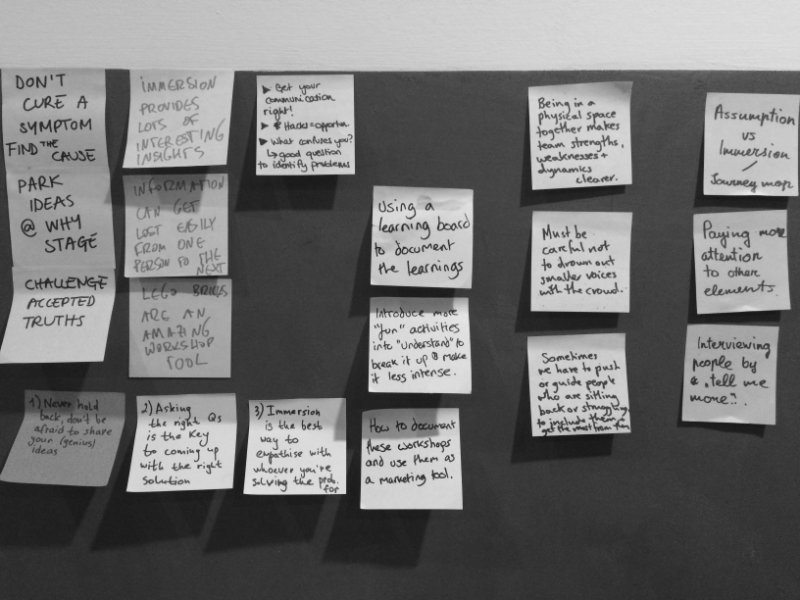 DON'T
CURE A
SYMPTOM
FIND THE
CAUSE
PARK
IDEAS
@ WHY
STAGE
CHALLENGE
ACCEPTED
TRUTHS
1) Never hold
back, don't be
afraid to share
your (genius)
ideas
IMMERSION
PROVIDES
LOTS OF
INTERESTING
INSIGHTS
INFORMATION
CAN GET
LOST EASILY
FROM ONE
PERSON TO THE
NEXT
LEGO BRICKS
ARE AN
AMAZING
WORKSHOP
TOOL
2) Asking
the right Qs
is the key
to coming up
with the right
solution
► Get your
communication
right!
► Hacks=opportun.
► What confuses you?
↳ good question
to identify problems
3) Immersion
is the best
way to
empathise with
whoever you're
solving the prob.
for
Using a
learning board
to document
the learnings
Introduce more
"fun" activities
into "Understand" to
break it up & make
it less intense.
How to document
these workshops
and use them as
a marketing tool.
Being in a
physical space
together makes
team strengths,
weaknesses +
dynamics
clearer.
Must be
careful not
to drown out
smaller voices
with the crowd.
Sometimes
we have to push
or guide people
who are sitting
back or struggling,
to include them &
get the most from them
Assumption
vs
Immersion
/
Journey map
Paying more
attention
to other
elements.
Interviewing
people by
"tell me
more".